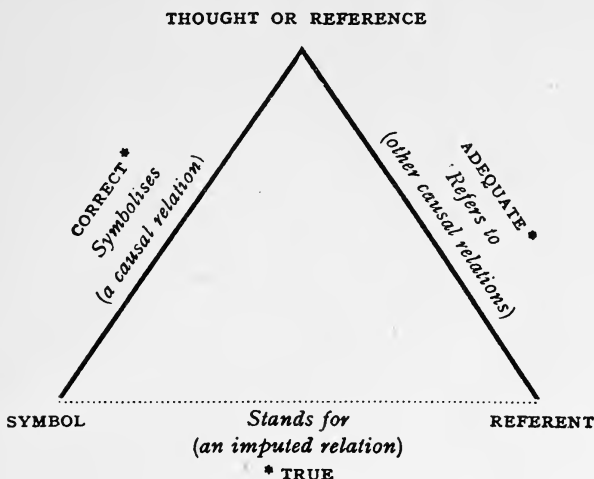 THOUGHT OR REFERENCE
CORRECT *
Symbolises
(a causal relation)
ADEQUATE *
Refers to
(other causal relations)
SYMBOL
Stands for
(an imputed relation)
* TRUE
REFERENT